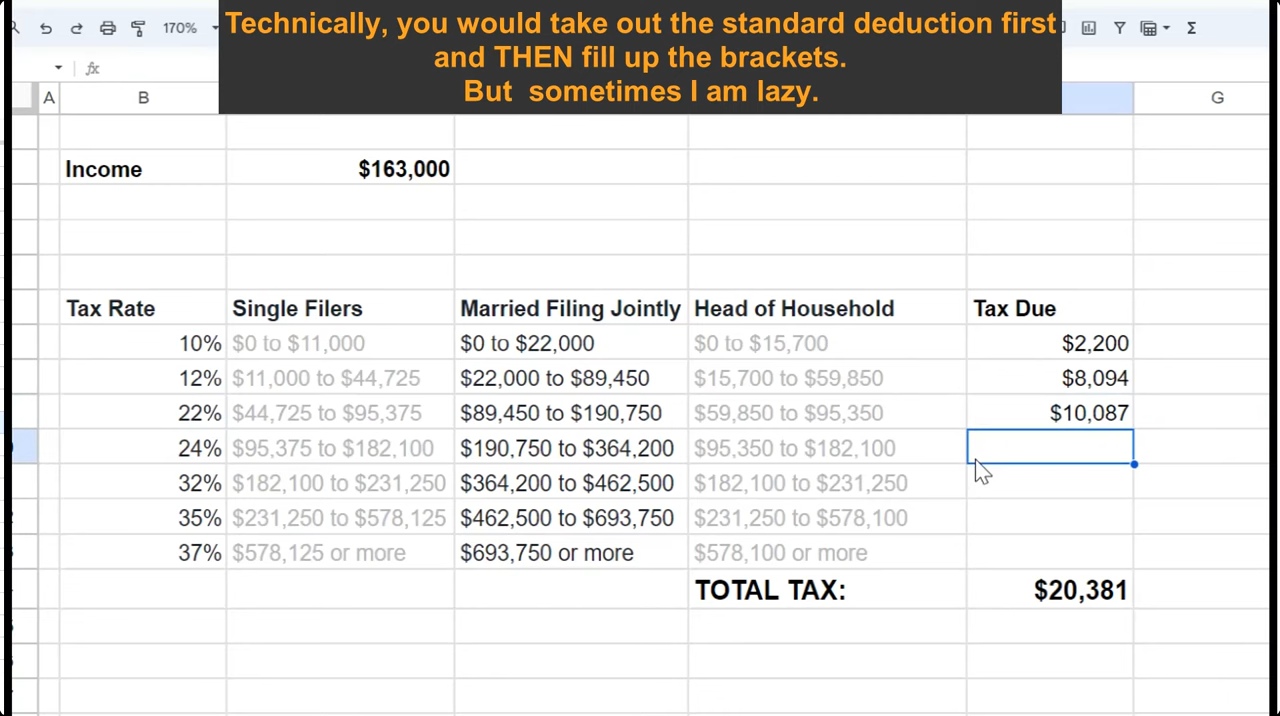 Technically, you would take out the standard deduction first
and THEN fill up the brackets.
But sometimes I am lazy.
170%
fx
A B G
Income $163,000
Tax Rate Single Filers Married Filing Jointly Head of Household Tax Due
10% $0 to $11,000 $0 to $22,000 $0 to $15,700 $2,200
12% $11,000 to $44,725 $22,000 to $89,450 $15,700 to $59,850 $8,094
22% $44,725 to $95,375 $89,450 to $190,750 $59,850 to $95,350 $10,087
24% $95,375 to $182,100 $190,750 to $364,200 $95,350 to $182,100
32% $182,100 to $231,250 $364,200 to $462,500 $182,100 to $231,250
35% $231,250 to $578,125 $462,500 to $693,750 $231,250 to $578,100
37% $578,125 or more $693,750 or more $578,100 or more
TOTAL TAX: $20,381